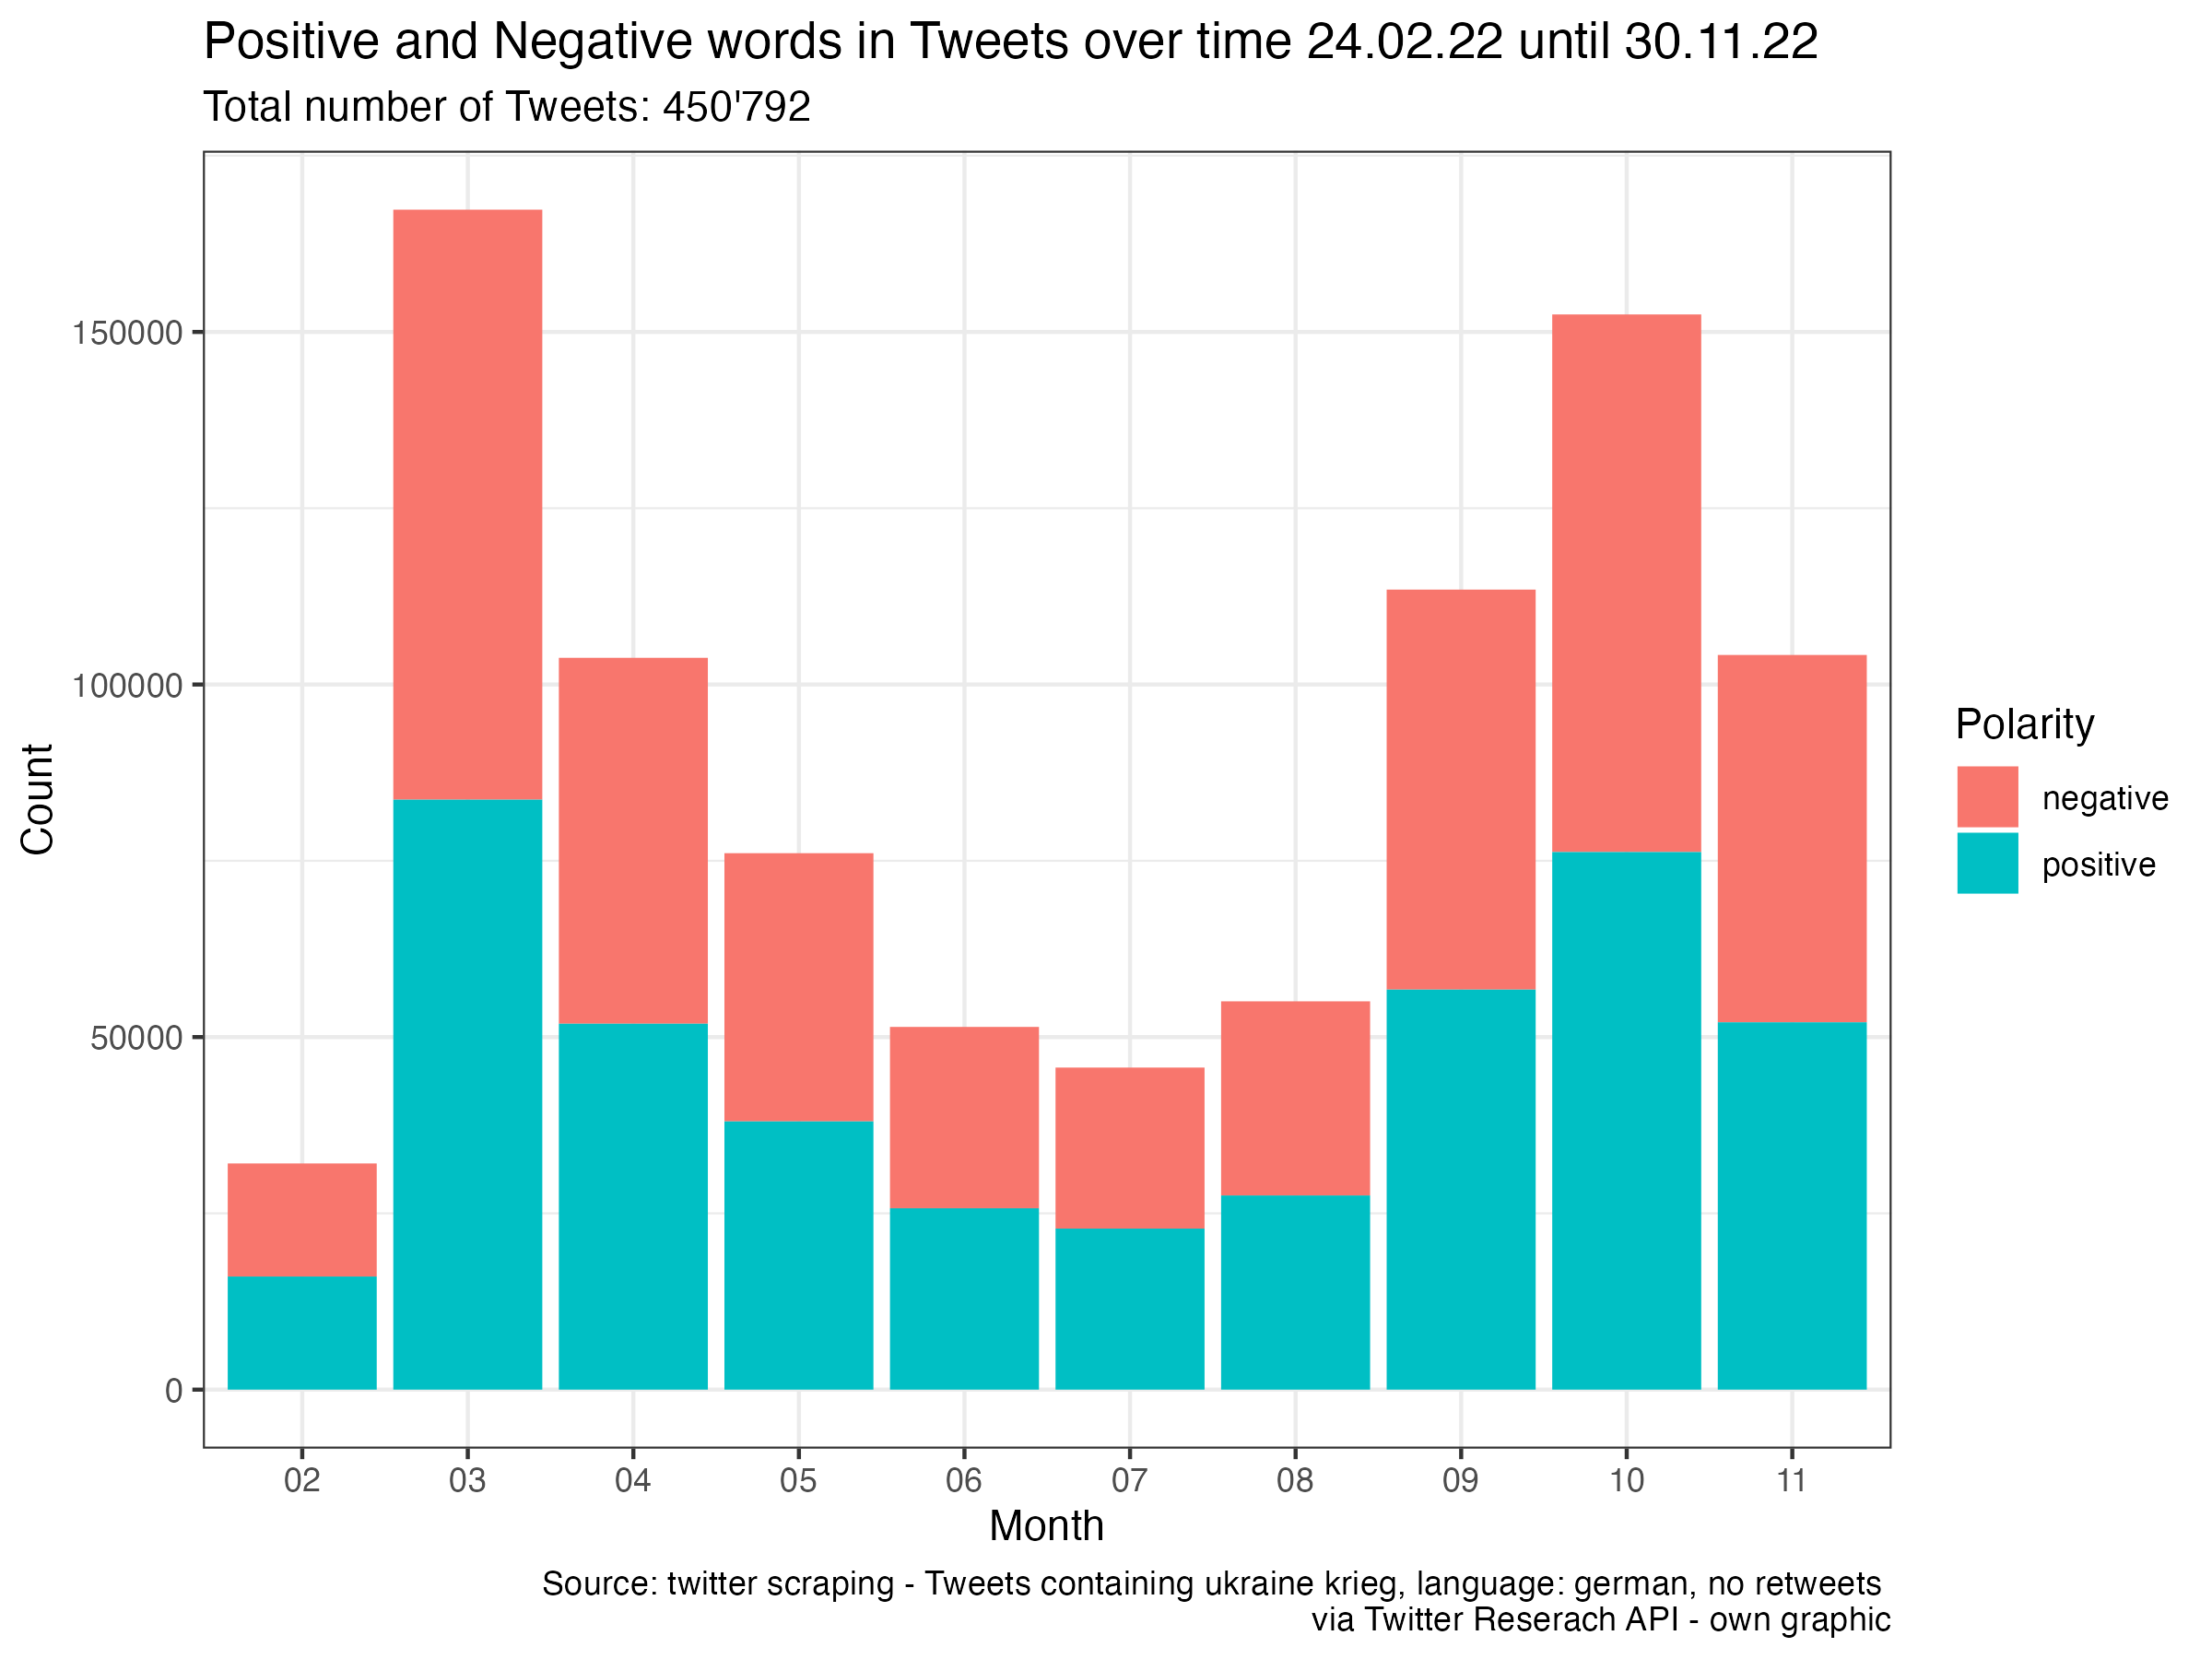 Positive and Negative words in Tweets over time 24.02.22 until 30.11.22
Total number of Tweets: 450'792
150000
100000
50000
0
Count
02 03 04 05 06 07 08 09 10 11
Month
Polarity
negative
positive
Source: twitter scraping - Tweets containing ukraine krieg, language: german, no retweets
via Twitter Reserach API - own graphic